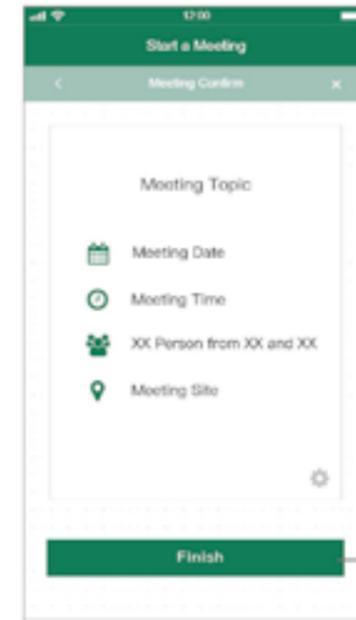 12:00
Start a Meeting
Meeting Confirm
Meeting Topic
Meeting Date
Meeting Time
XX Person from XX and XX
Meeting Site
Finish